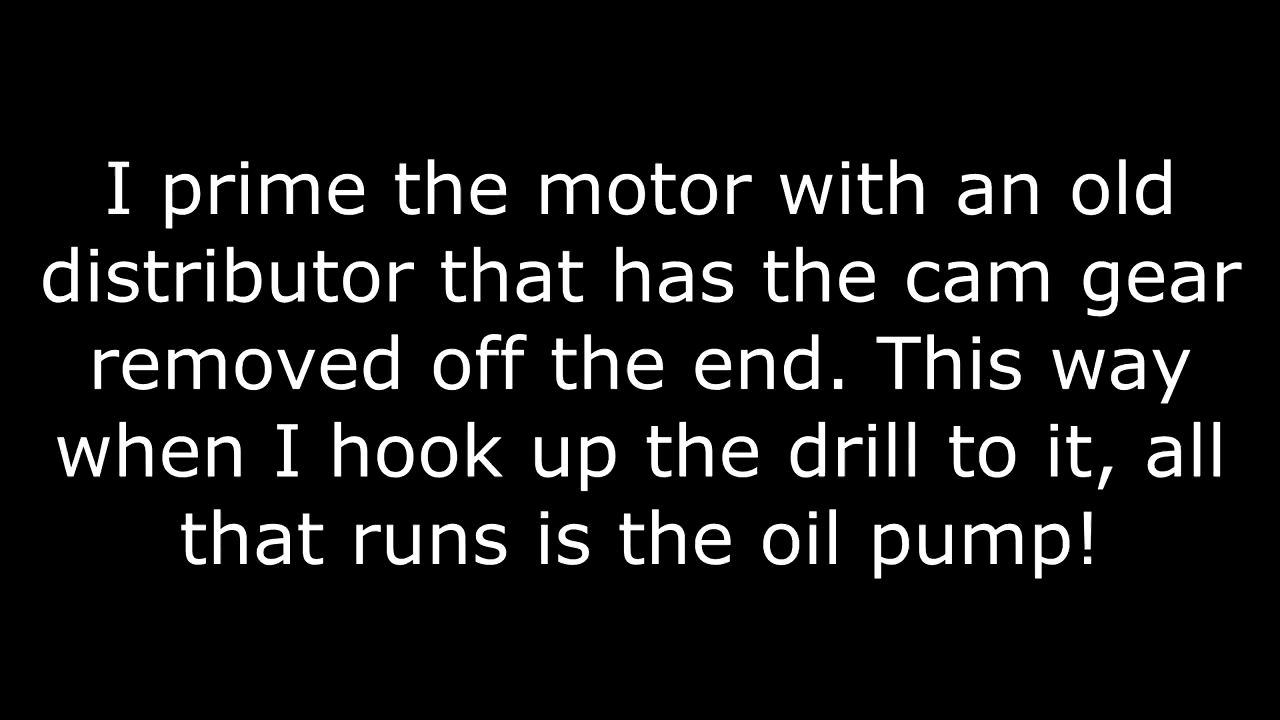 I prime the motor with an old
distributor that has the cam gear
removed off the end. This way
when I hook up the drill to it, all
that runs is the oil pump!